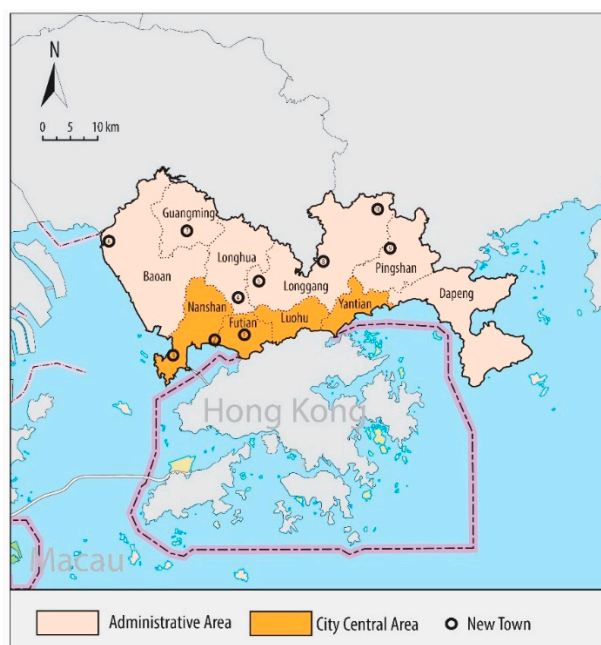 N
0 5 10 km
Guangming
Longhua
Baoan
Longgang
Pingshan
Nanshan
Yantian
Dapeng
Futian
Luohu
Hong Kong
Macau
Administrative Area
City Central Area
New Town